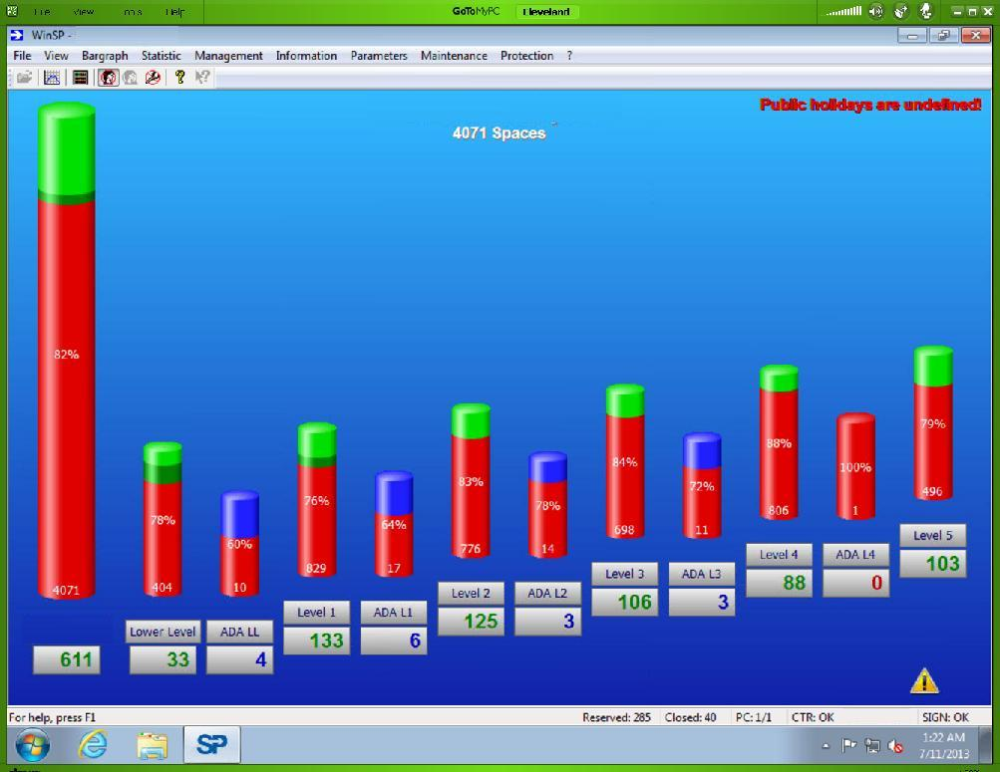 File View Tools Help GoToMyPC Cleveland
WinSP -
File View Bargraph Statistic Management Information Parameters Maintenance Protection ?
Public holidays are undefined!
4071 Spaces
82%
4071
611
78%
404
Lower Level
33
60%
10
ADA LL
4
76%
829
Level 1
133
64%
17
ADA L1
6
83%
776
Level 2
125
78%
14
ADA L2
3
84%
698
Level 3
106
72%
11
ADA L3
3
88%
806
Level 4
88
100%
1
ADA L4
0
79%
496
Level 5
103
For help, press F1 Reserved: 285 Closed: 40 PC: 1/1 CTR: OK SIGN: OK
SP
1:22 AM
7/11/2013